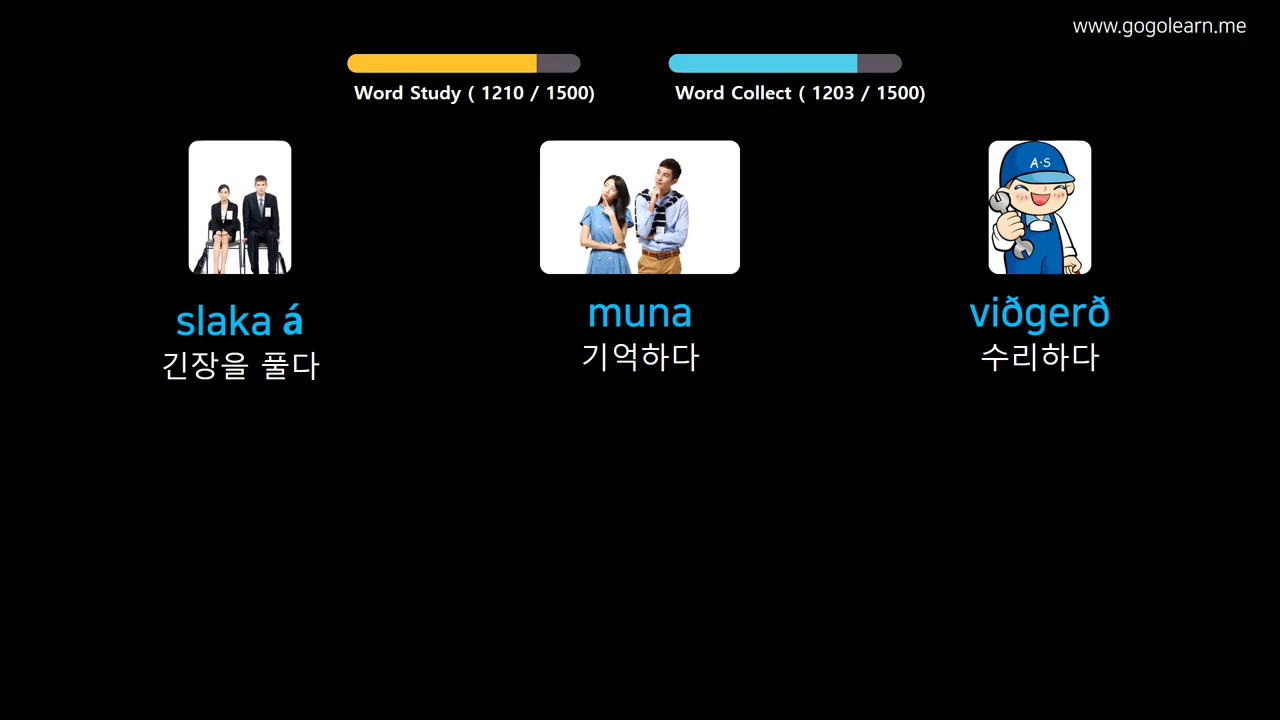 www.gogolearn.me
Word Study ( 1210 / 1500)
Word Collect ( 1203 / 1500)
A·S
slaka á
긴장을 풀다
muna
기억하다
viðgerð
수리하다